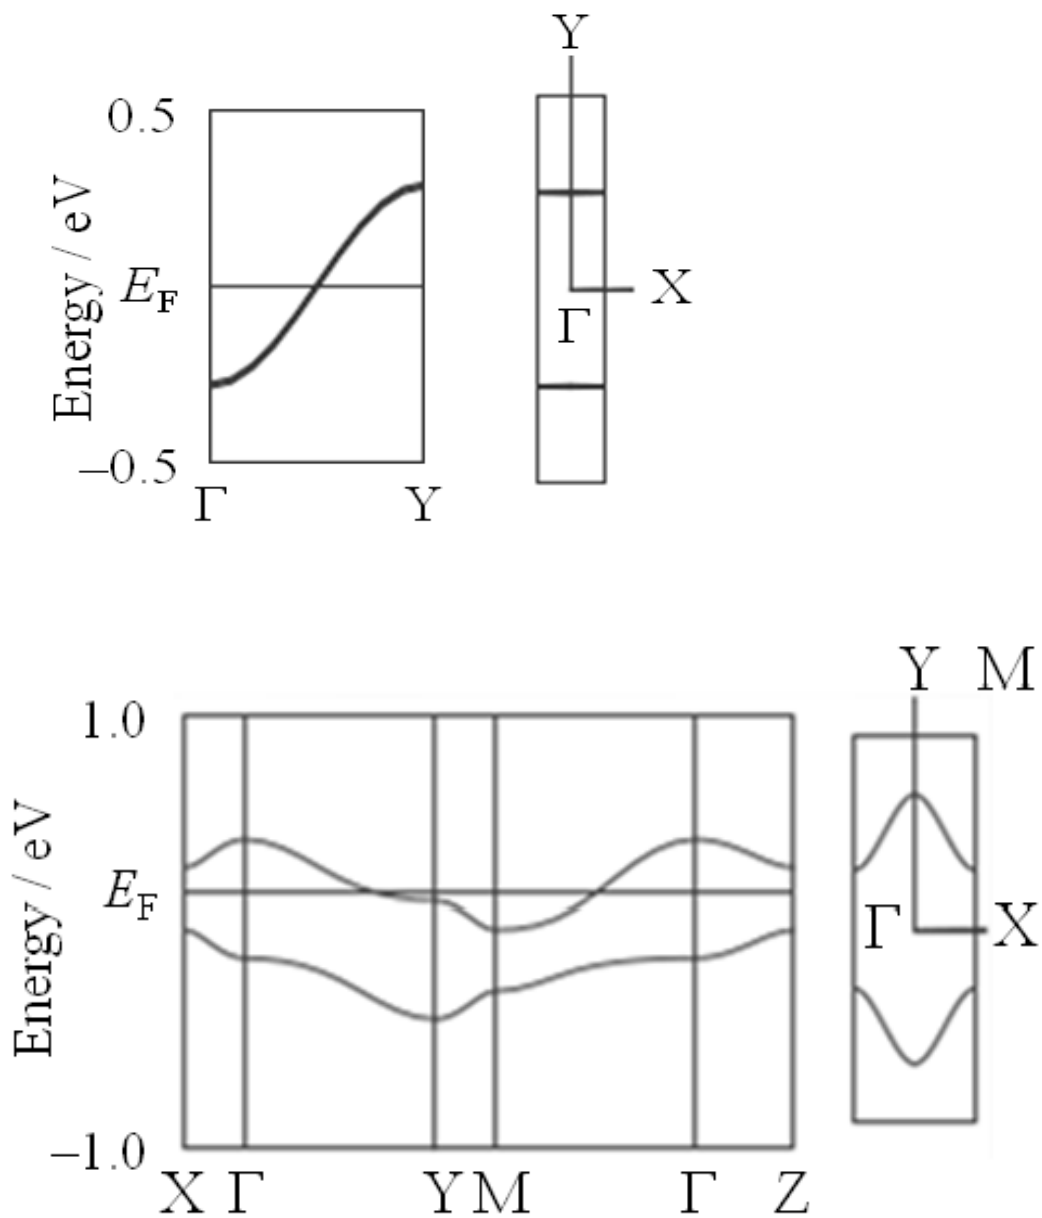 Y
0.5
Energy / eV
E_F
X
Γ
–0.5
Γ Y
Y M
1.0
Energy / eV
E_F
Γ X
–1.0
X Γ Y M Γ Z